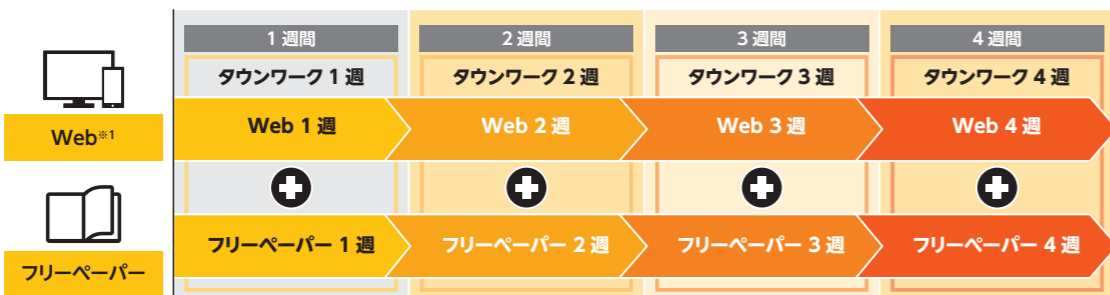 1 週間
2 週間
3 週間
4 週間
タウンワーク 1 週
タウンワーク 2 週
タウンワーク 3 週
タウンワーク 4 週
Web※1
Web 1 週
Web 2 週
Web 3 週
Web 4 週
フリーペーパー
フリーペーパー 1 週
フリーペーパー 2 週
フリーペーパー 3 週
フリーペーパー 4 週